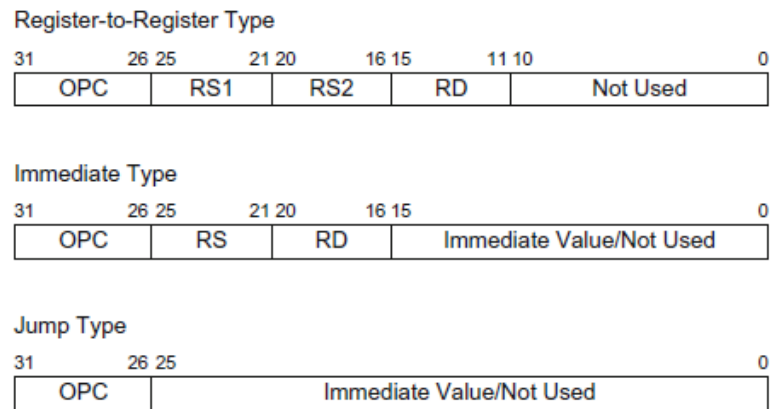 Register-to-Register Type
31 26 25 21 20 16 15 11 10 0
OPC RS1 RS2 RD Not Used
Immediate Type
31 26 25 21 20 16 15 0
OPC RS RD Immediate Value/Not Used
Jump Type
31 26 25 0
OPC Immediate Value/Not Used